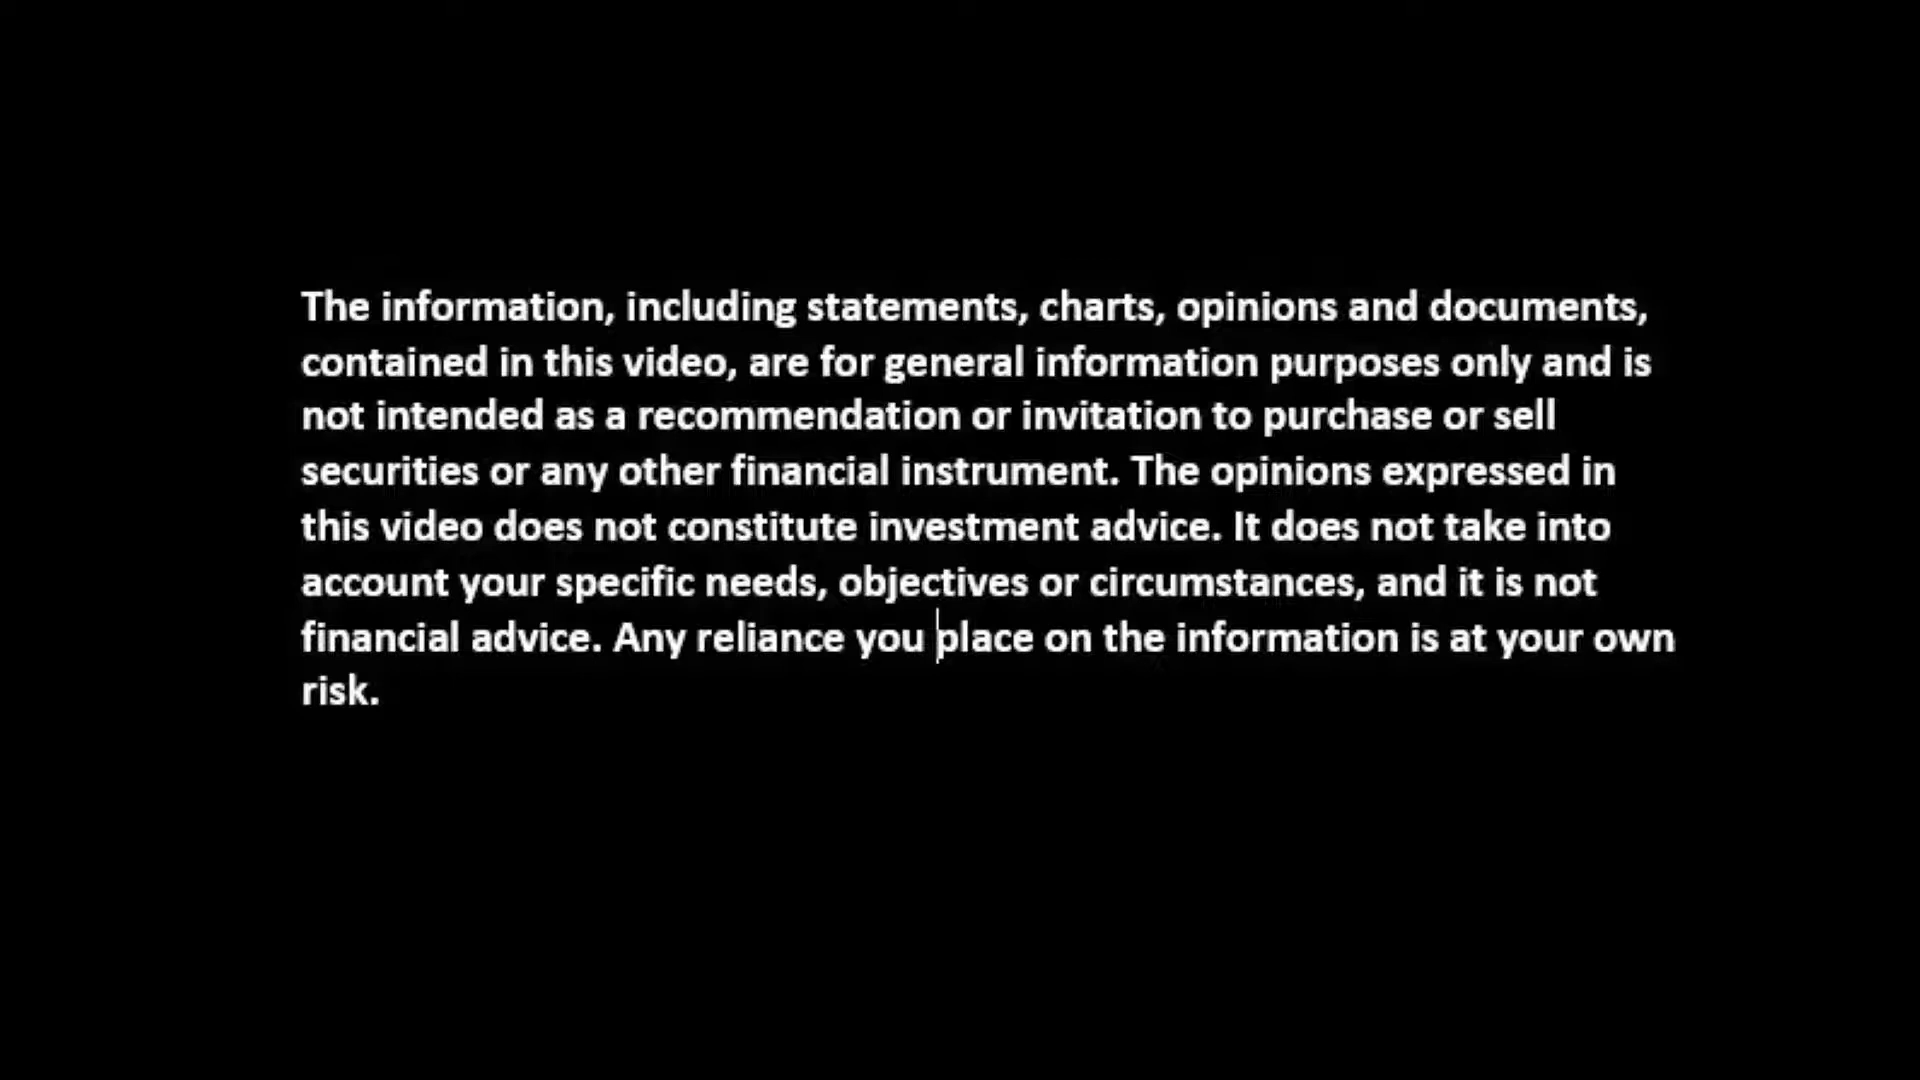 The information, including statements, charts, opinions and documents,
contained in this video, are for general information purposes only and is
not intended as a recommendation or invitation to purchase or sell
securities or any other financial instrument. The opinions expressed in
this video does not constitute investment advice. It does not take into
account your specific needs, objectives or circumstances, and it is not
financial advice. Any reliance you place on the information is at your own
risk.